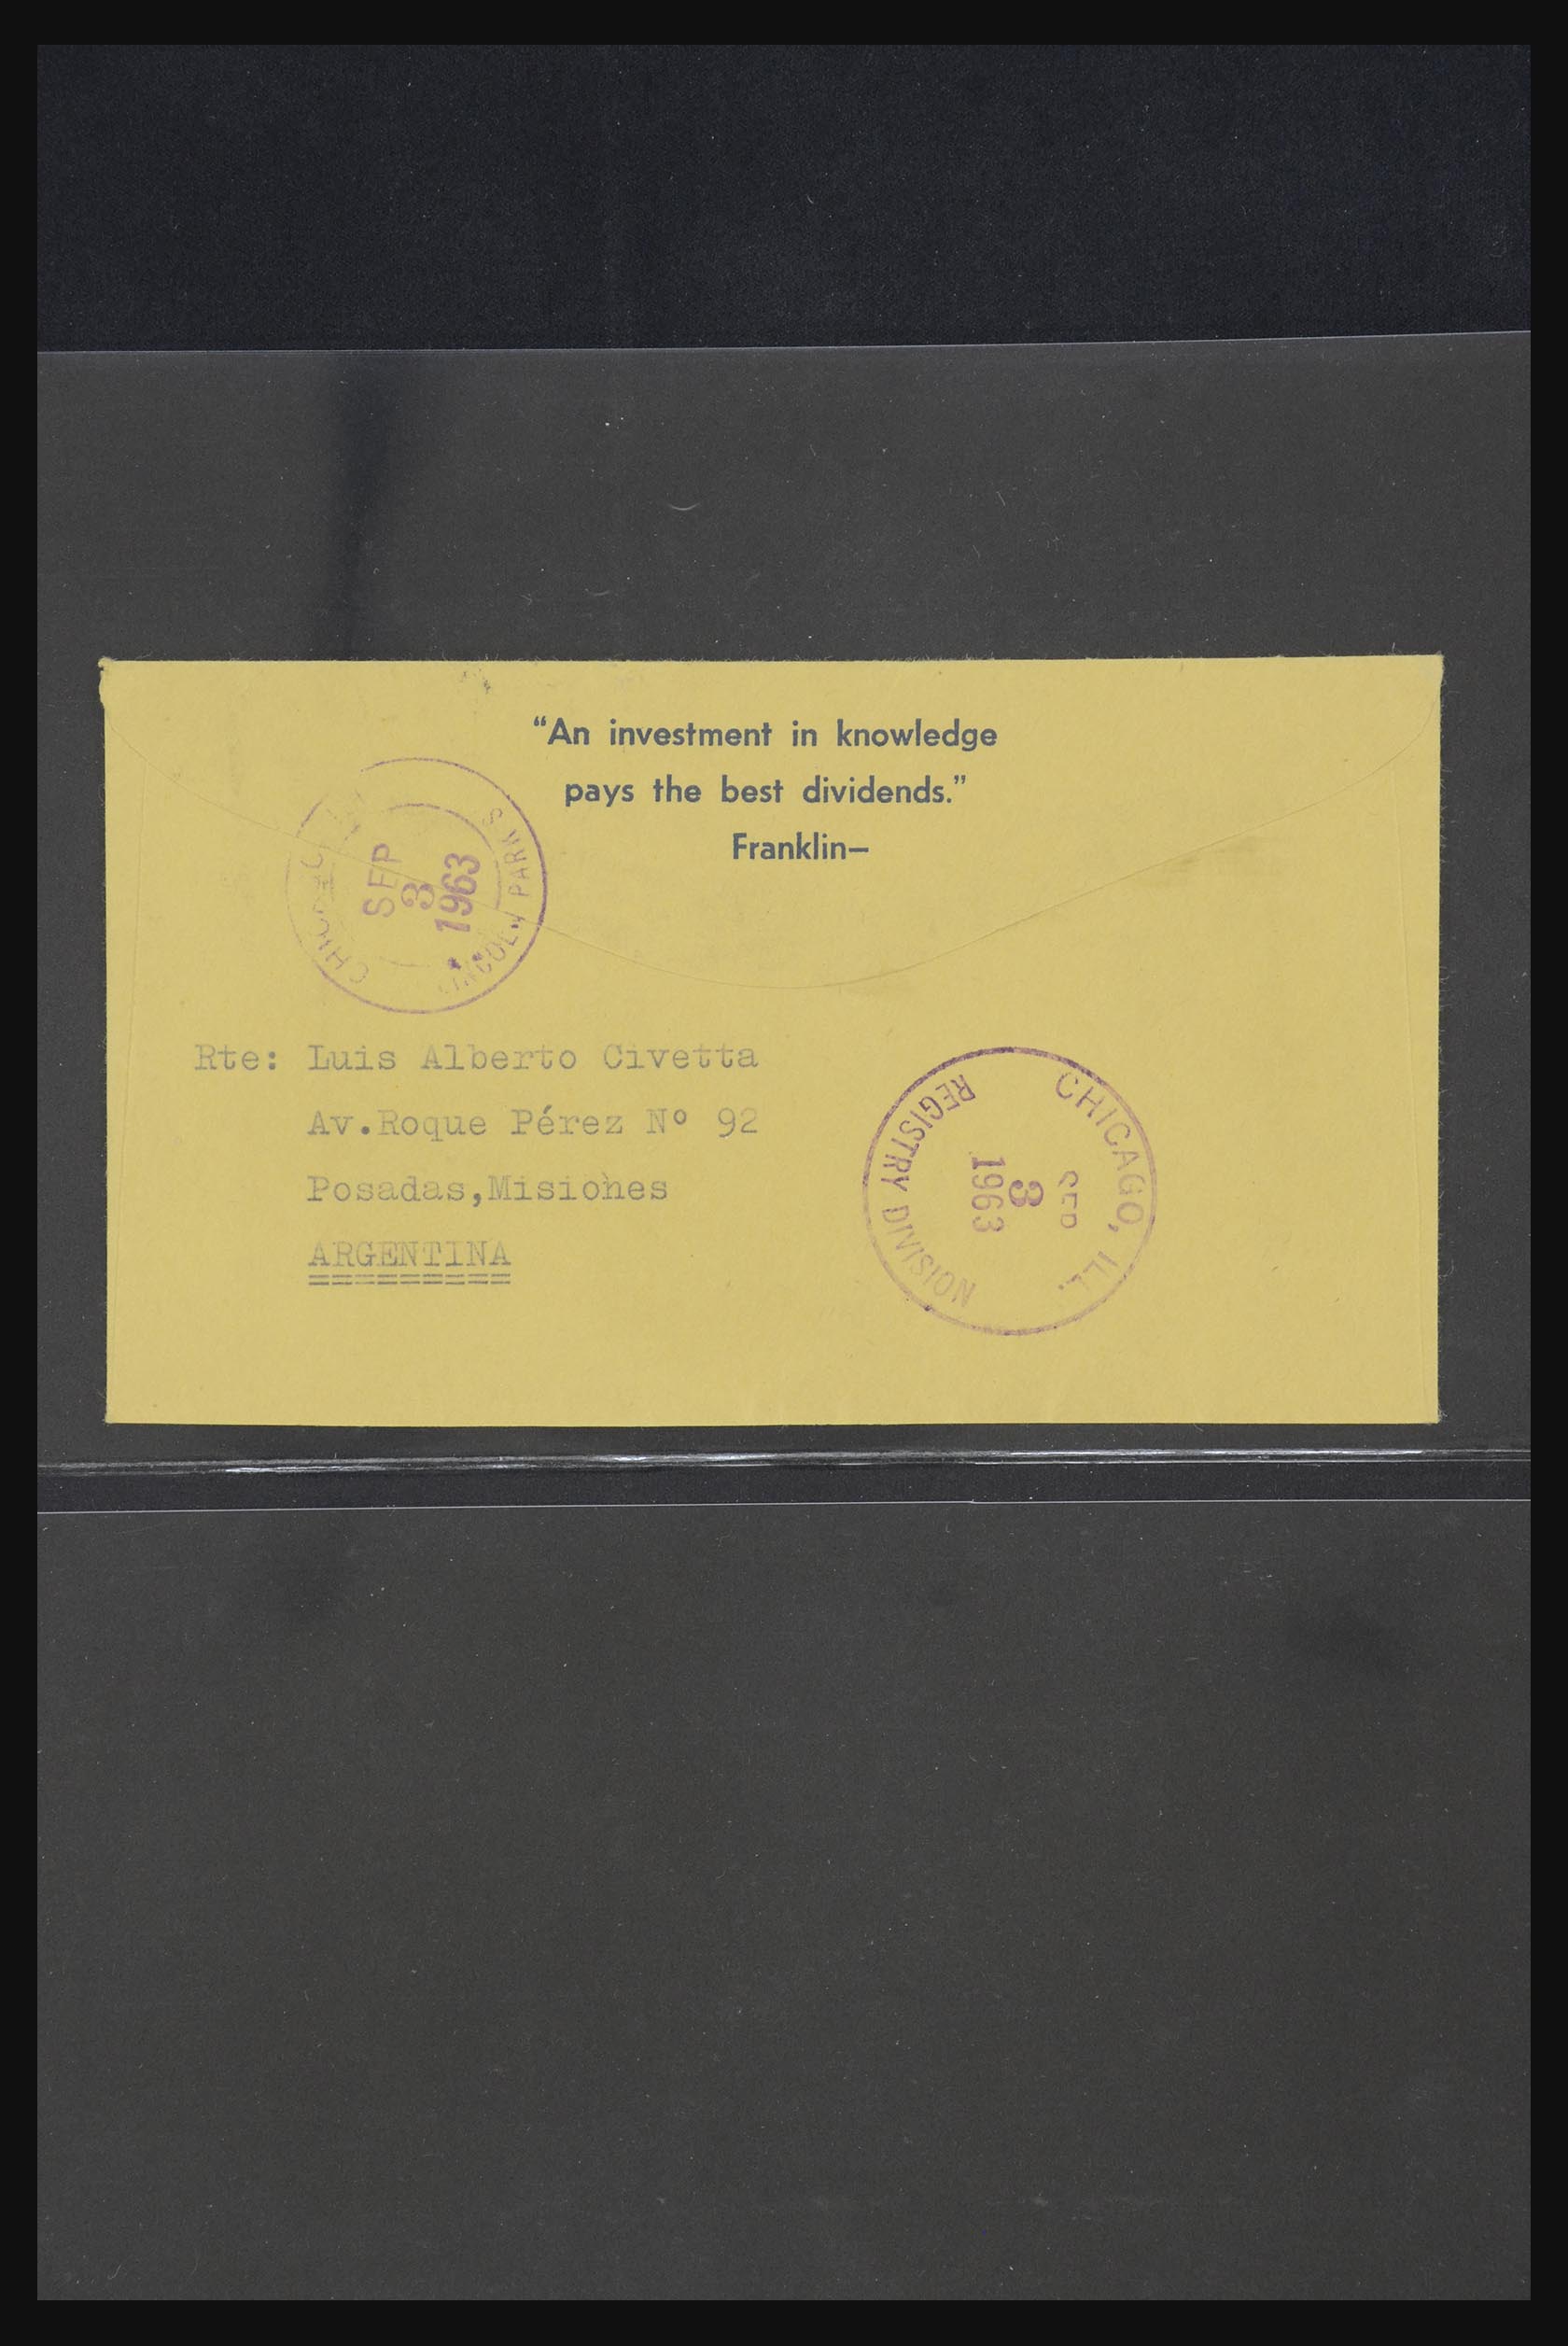 “An investment in knowledge
pays the best dividends.”
Franklin—
SEP
3
1963
PARK
Rte: Luis Alberto Civetta
Av.Roque Pérez Nº 92
Posadas,Misiones
ARGENTINA
=========
CHICAGO, ILL.
SEP
3
1963
REGISTRY DIVISION